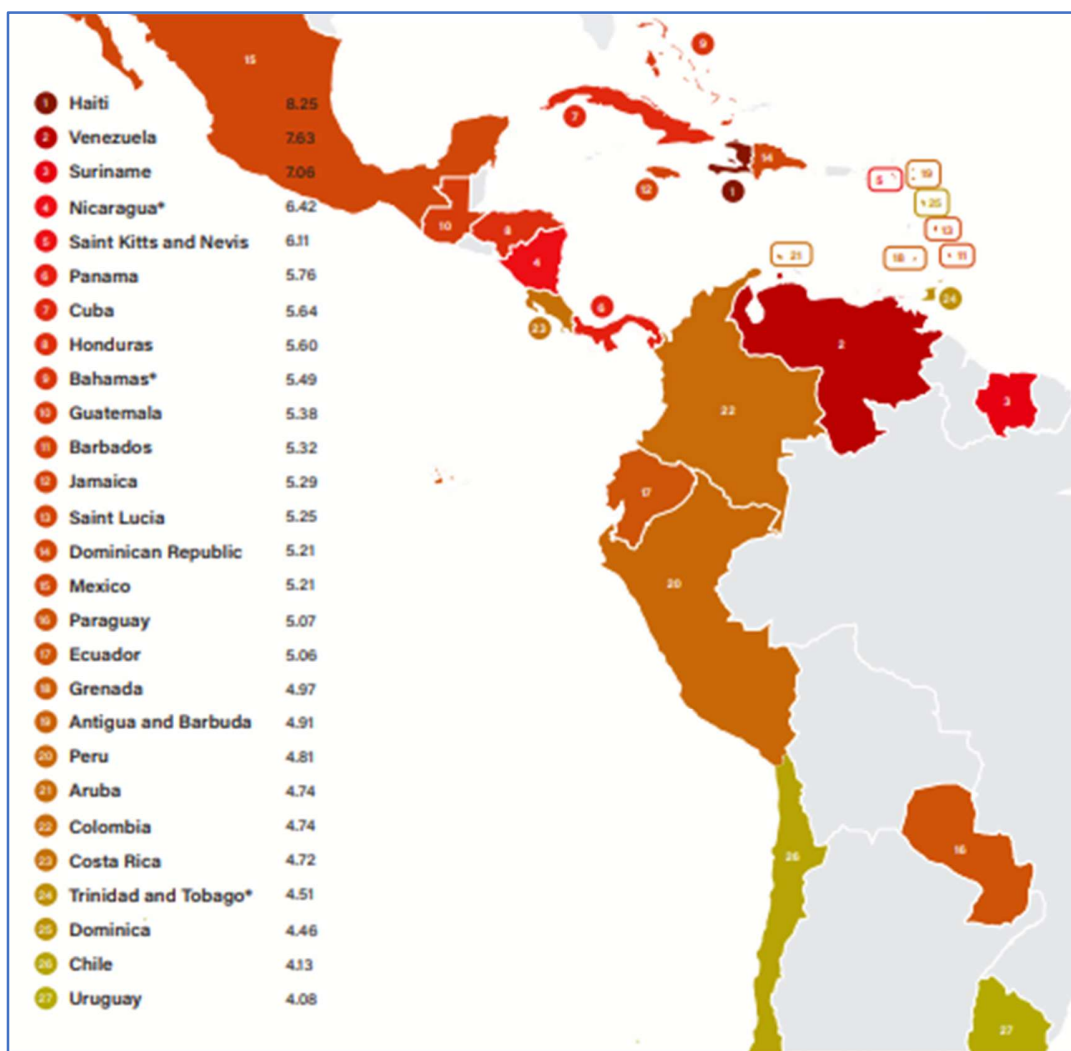 1 Haiti 8.25
2 Venezuela 7.63
3 Suriname 7.06
4 Nicaragua* 6.42
5 Saint Kitts and Nevis 6.11
6 Panama 5.76
7 Cuba 5.64
8 Honduras 5.60
9 Bahamas* 5.49
10 Guatemala 5.38
11 Barbados 5.32
12 Jamaica 5.29
13 Saint Lucia 5.25
14 Dominican Republic 5.21
15 Mexico 5.21
16 Paraguay 5.07
17 Ecuador 5.06
18 Grenada 4.97
19 Antigua and Barbuda 4.91
20 Peru 4.81
21 Aruba 4.74
22 Colombia 4.74
23 Costa Rica 4.72
24 Trinidad and Tobago* 4.51
25 Dominica 4.46
26 Chile 4.13
27 Uruguay 4.08
9
15
7
14
12
1
5
19
25
13
10
8
4
21
18
11
24
23
6
2
3
22
17
20
26
16
27